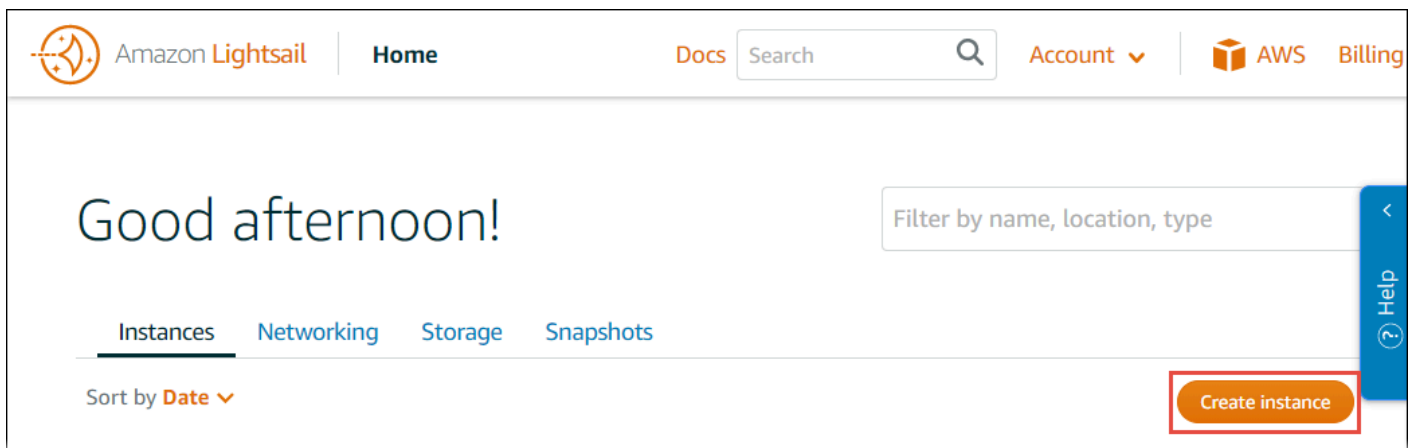 Amazon Lightsail Home Docs Search Account AWS Billing
Good afternoon!
Filter by name, location, type
? Help
Instances Networking Storage Snapshots
Sort by Date
Create instance